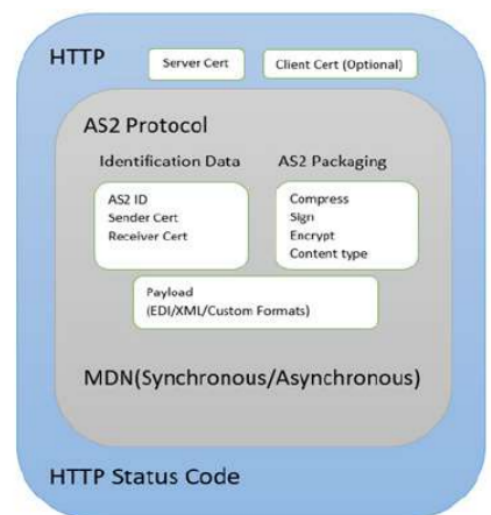 HTTP
Server Cert
Client Cert (Optional)
AS2 Protocol
Identification Data
AS2 Packaging
AS2 ID
Sender Cert
Receiver Cert
Compress
Sign
Encrypt
Content type
Payload
(EDI/XML/Custom Formats)
MDN(Synchronous/Asynchronous)
HTTP Status Code